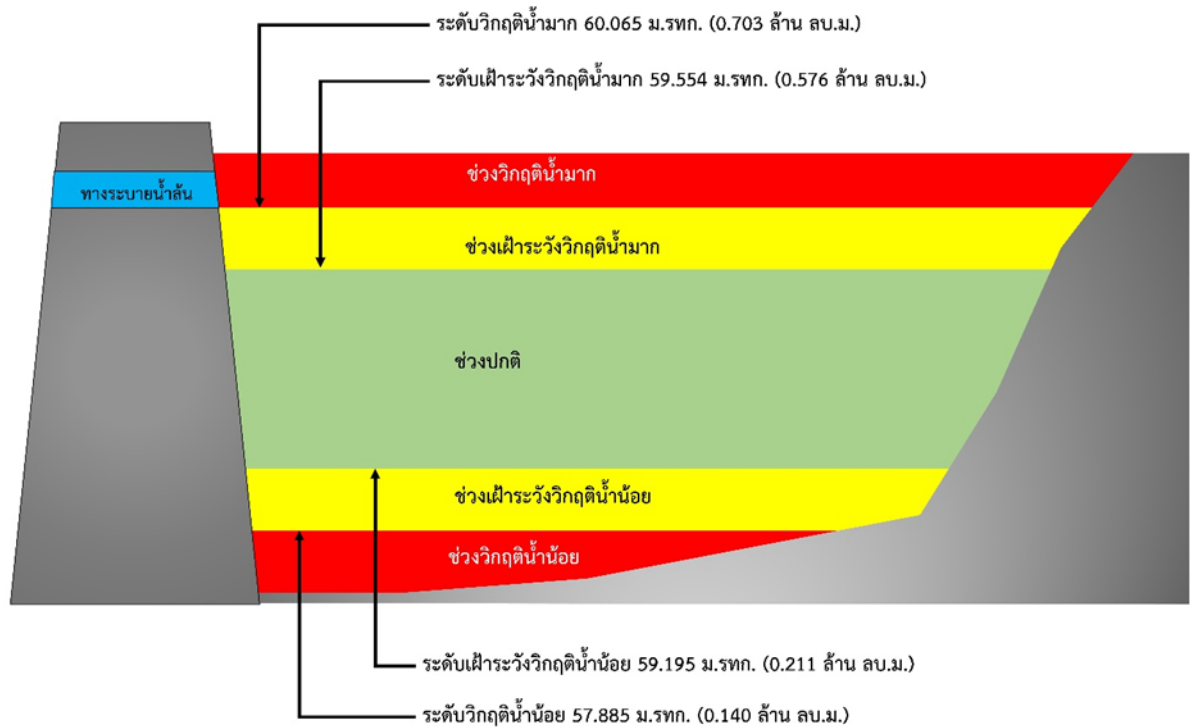 ระดับวิกฤติน้ำมาก 60.065 ม.รทก. (0.703 ล้าน ลบ.ม.)
ระดับเฝ้าระวังวิกฤติน้ำมาก 59.554 ม.รทก. (0.576 ล้าน ลบ.ม.)
ช่วงวิกฤติน้ำมาก
ทางระบายน้ำล้น
ช่วงเฝ้าระวังวิกฤติน้ำมาก
ช่วงปกติ
ช่วงเฝ้าระวังวิกฤติน้ำน้อย
ช่วงวิกฤติน้ำน้อย
ระดับเฝ้าระวังวิกฤติน้ำน้อย 59.195 ม.รทก. (0.211 ล้าน ลบ.ม.)
ระดับวิกฤติน้ำน้อย 57.885 ม.รทก. (0.140 ล้าน ลบ.ม.)